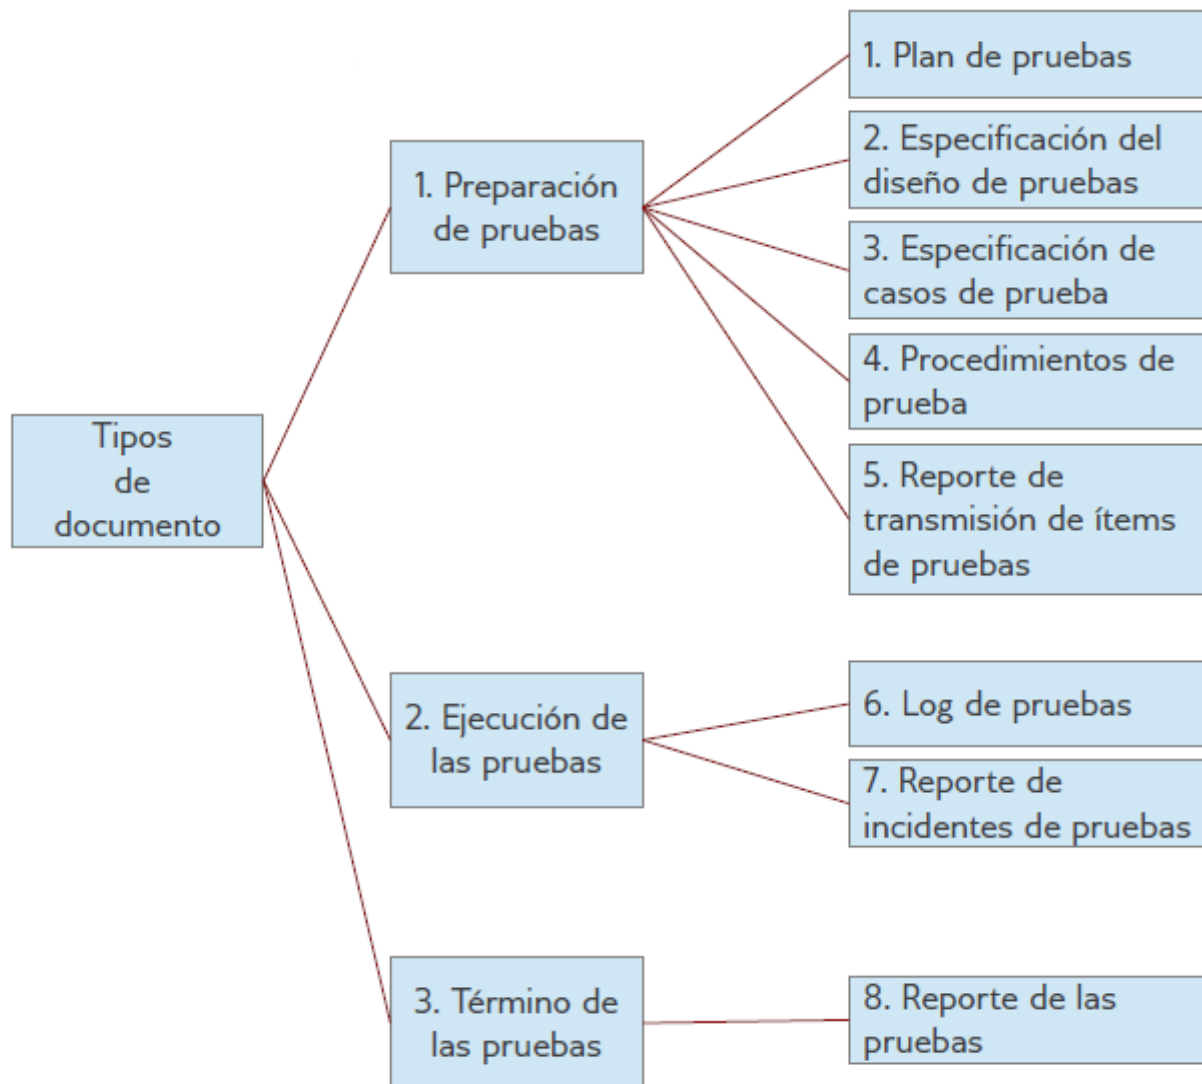 Tipos
de
documento
1. Preparación
de pruebas
1. Plan de pruebas
2. Especificación del
diseño de pruebas
3. Especificación de
casos de prueba
4. Procedimientos de
prueba
5. Reporte de
transmisión de ítems
de pruebas
2. Ejecución de
las pruebas
6. Log de pruebas
7. Reporte de
incidentes de pruebas
3. Término de
las pruebas
8. Reporte de las
pruebas